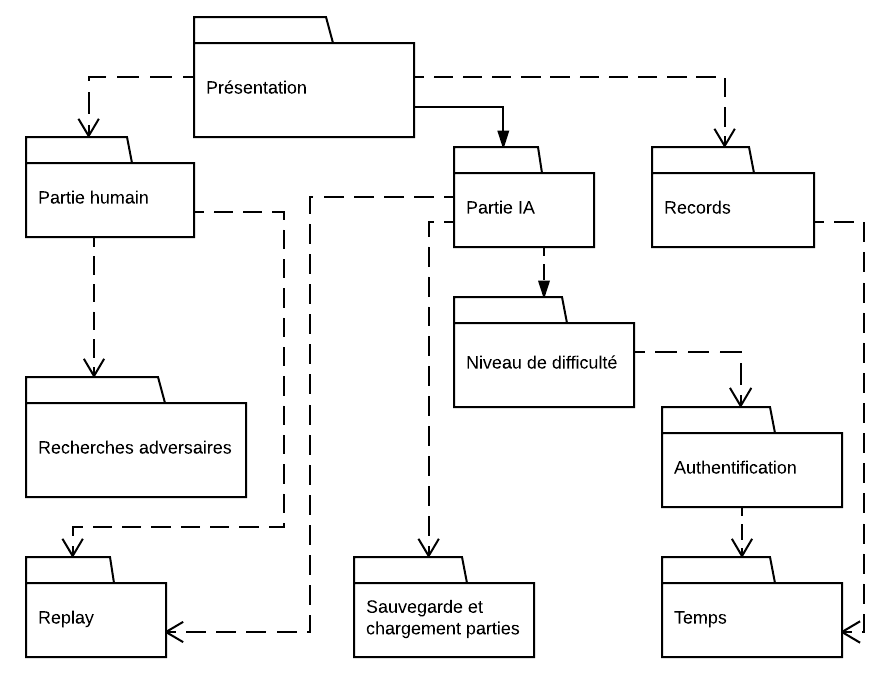 Présentation
Partie humain
Partie IA
Records
Niveau de difficulté
Recherches adversaires
Authentification
Replay
Sauvegarde et
chargement parties
Temps